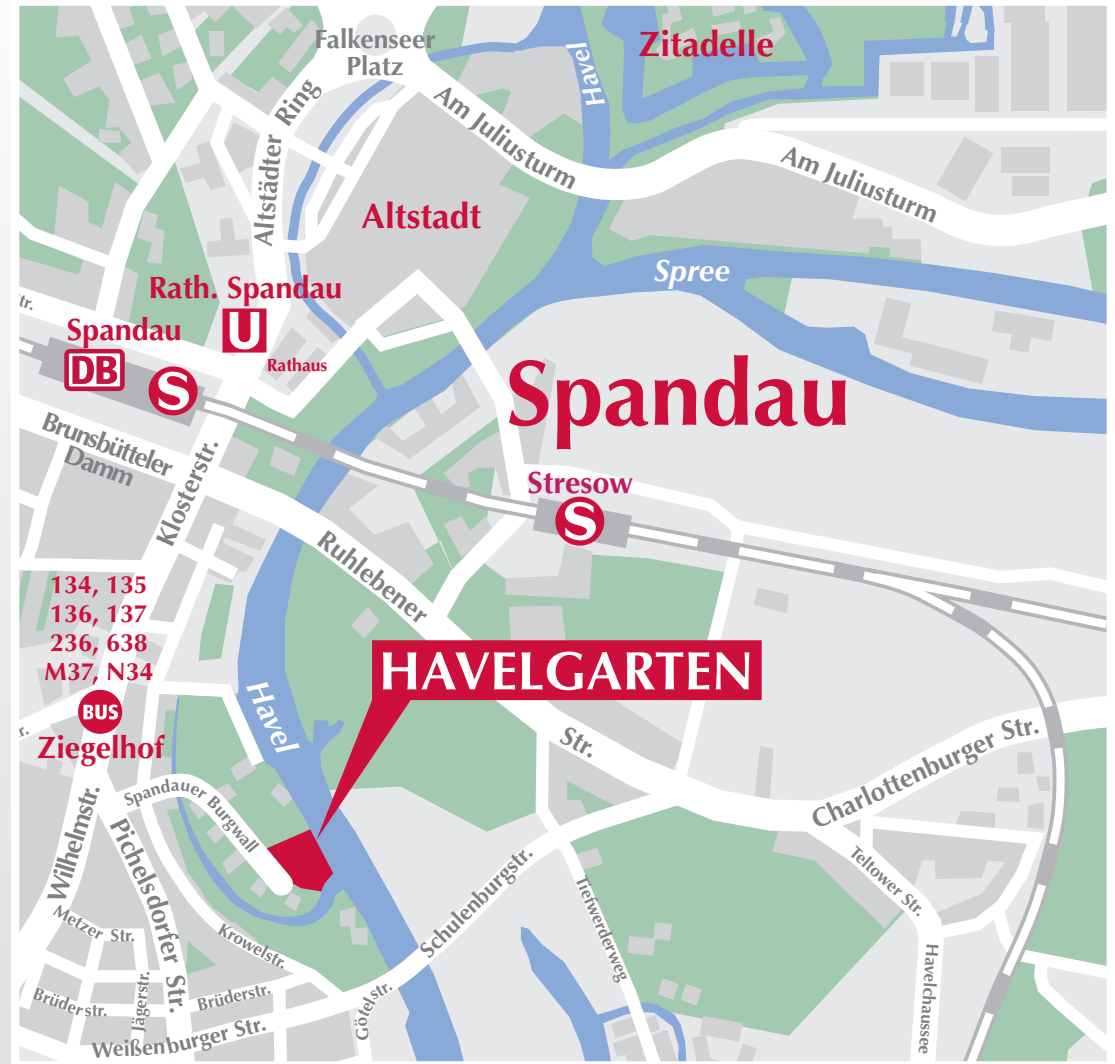 Falkenseer
Platz
Havel
Zitadelle
Altstädter Ring
Am Juliusturm
Am Juliusturm
Altstadt
Spree
Rath. Spandau
U
Rathaus
tr.
Spandau
DB
S
Spandau
Brunsbütteler
Damm
Klosterstr.
Stresow
S
Ruhlebener
134, 135
136, 137
236, 638
M37, N34
BUS
Ziegelhof
r.
HAVELGARTEN
Havel
Str.
Charlottenburger Str.
Spandauer Burgwall
Wilhelmstr.
Pichelsdorfer Str.
Teltower Str.
Schulenburgstr.
Tiefwerderweg
Metzer Str.
Krowelstr.
Havelchaussee
Brüderstr.
Jägerstr.
Brüderstr.
Götelstr.
Weißenburger Str.